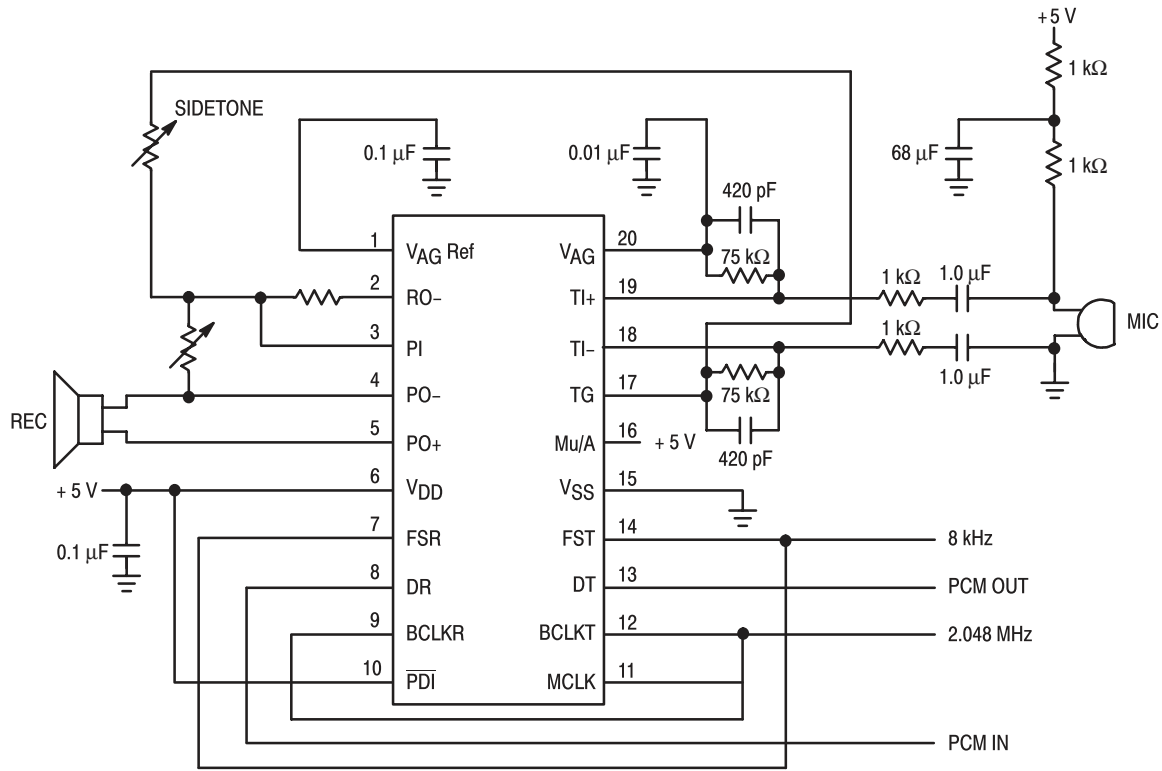 + 5 V
1 kΩ
SIDETONE
0.1 µF
0.01 µF
68 µF
1 kΩ
420 pF
1
VAG Ref
VAG
20
75 kΩ
1 kΩ
1.0 µF
2
RO–
TI+
19
MIC
3
PI
TI–
18
1 kΩ
1.0 µF
4
PO–
TG
17
75 kΩ
REC
5
PO+
Mu/A
16
+ 5 V
420 pF
+ 5 V
6
VDD
VSS
15
7
FSR
FST
14
8 kHz
0.1 µF
8
DR
DT
13
PCM OUT
9
BCLKR
BCLKT
12
2.048 MHz
10
PDI
MCLK
11
PCM IN